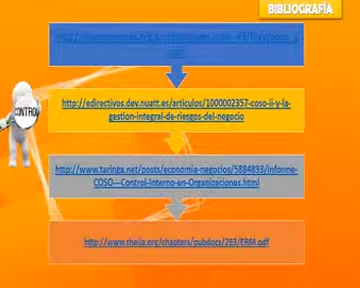 BIBLIOGRAFÍA
CONTROL
http://edirectivos.dev.nuatt.es/articulos/1000002357-coso-ii-y-la-
gestion-integral-de-riesgos-del-negocio
http://www.taringa.net/posts/economia-negocios/5884893/Informe-
COSO---Control-Interno-en-Organizaciones.html
http://www.theiia.org/chapters/pubdocs/263/ERM.pdf